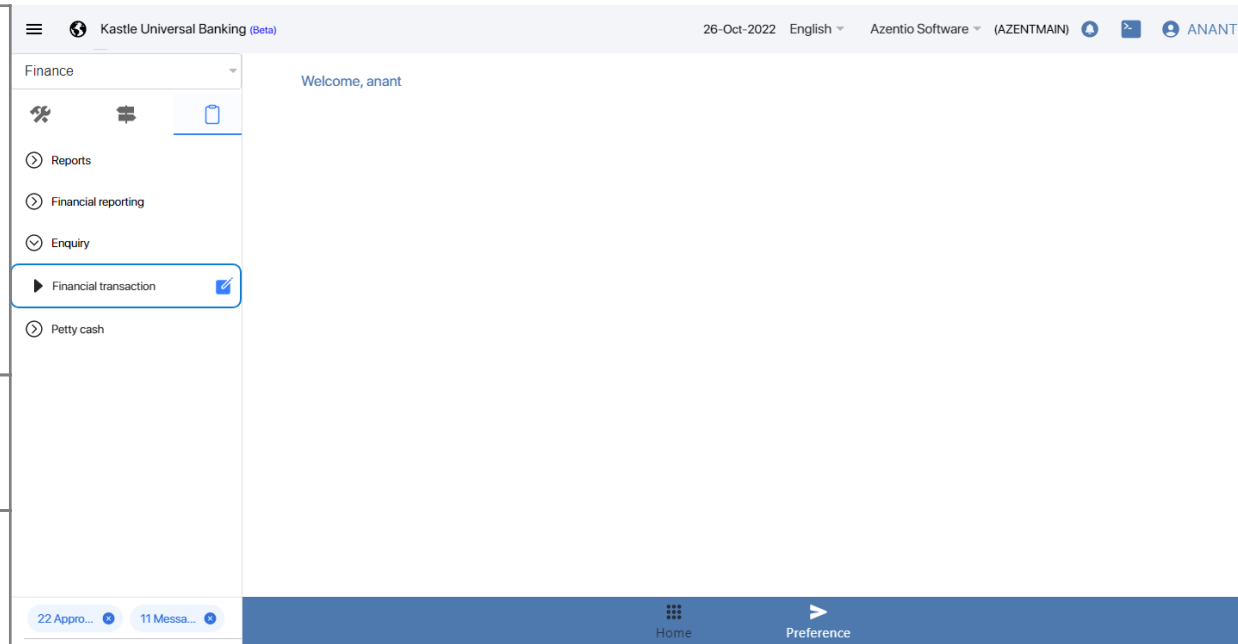 Kastle Universal Banking (Beta)
26-Oct-2022 English Azentio Software (AZENTMAIN) ANANT
Finance
Welcome, anant
Reports
Financial reporting
Enquiry
Financial transaction
Petty cash
22 Appro... 11 Messa...
Home Preference